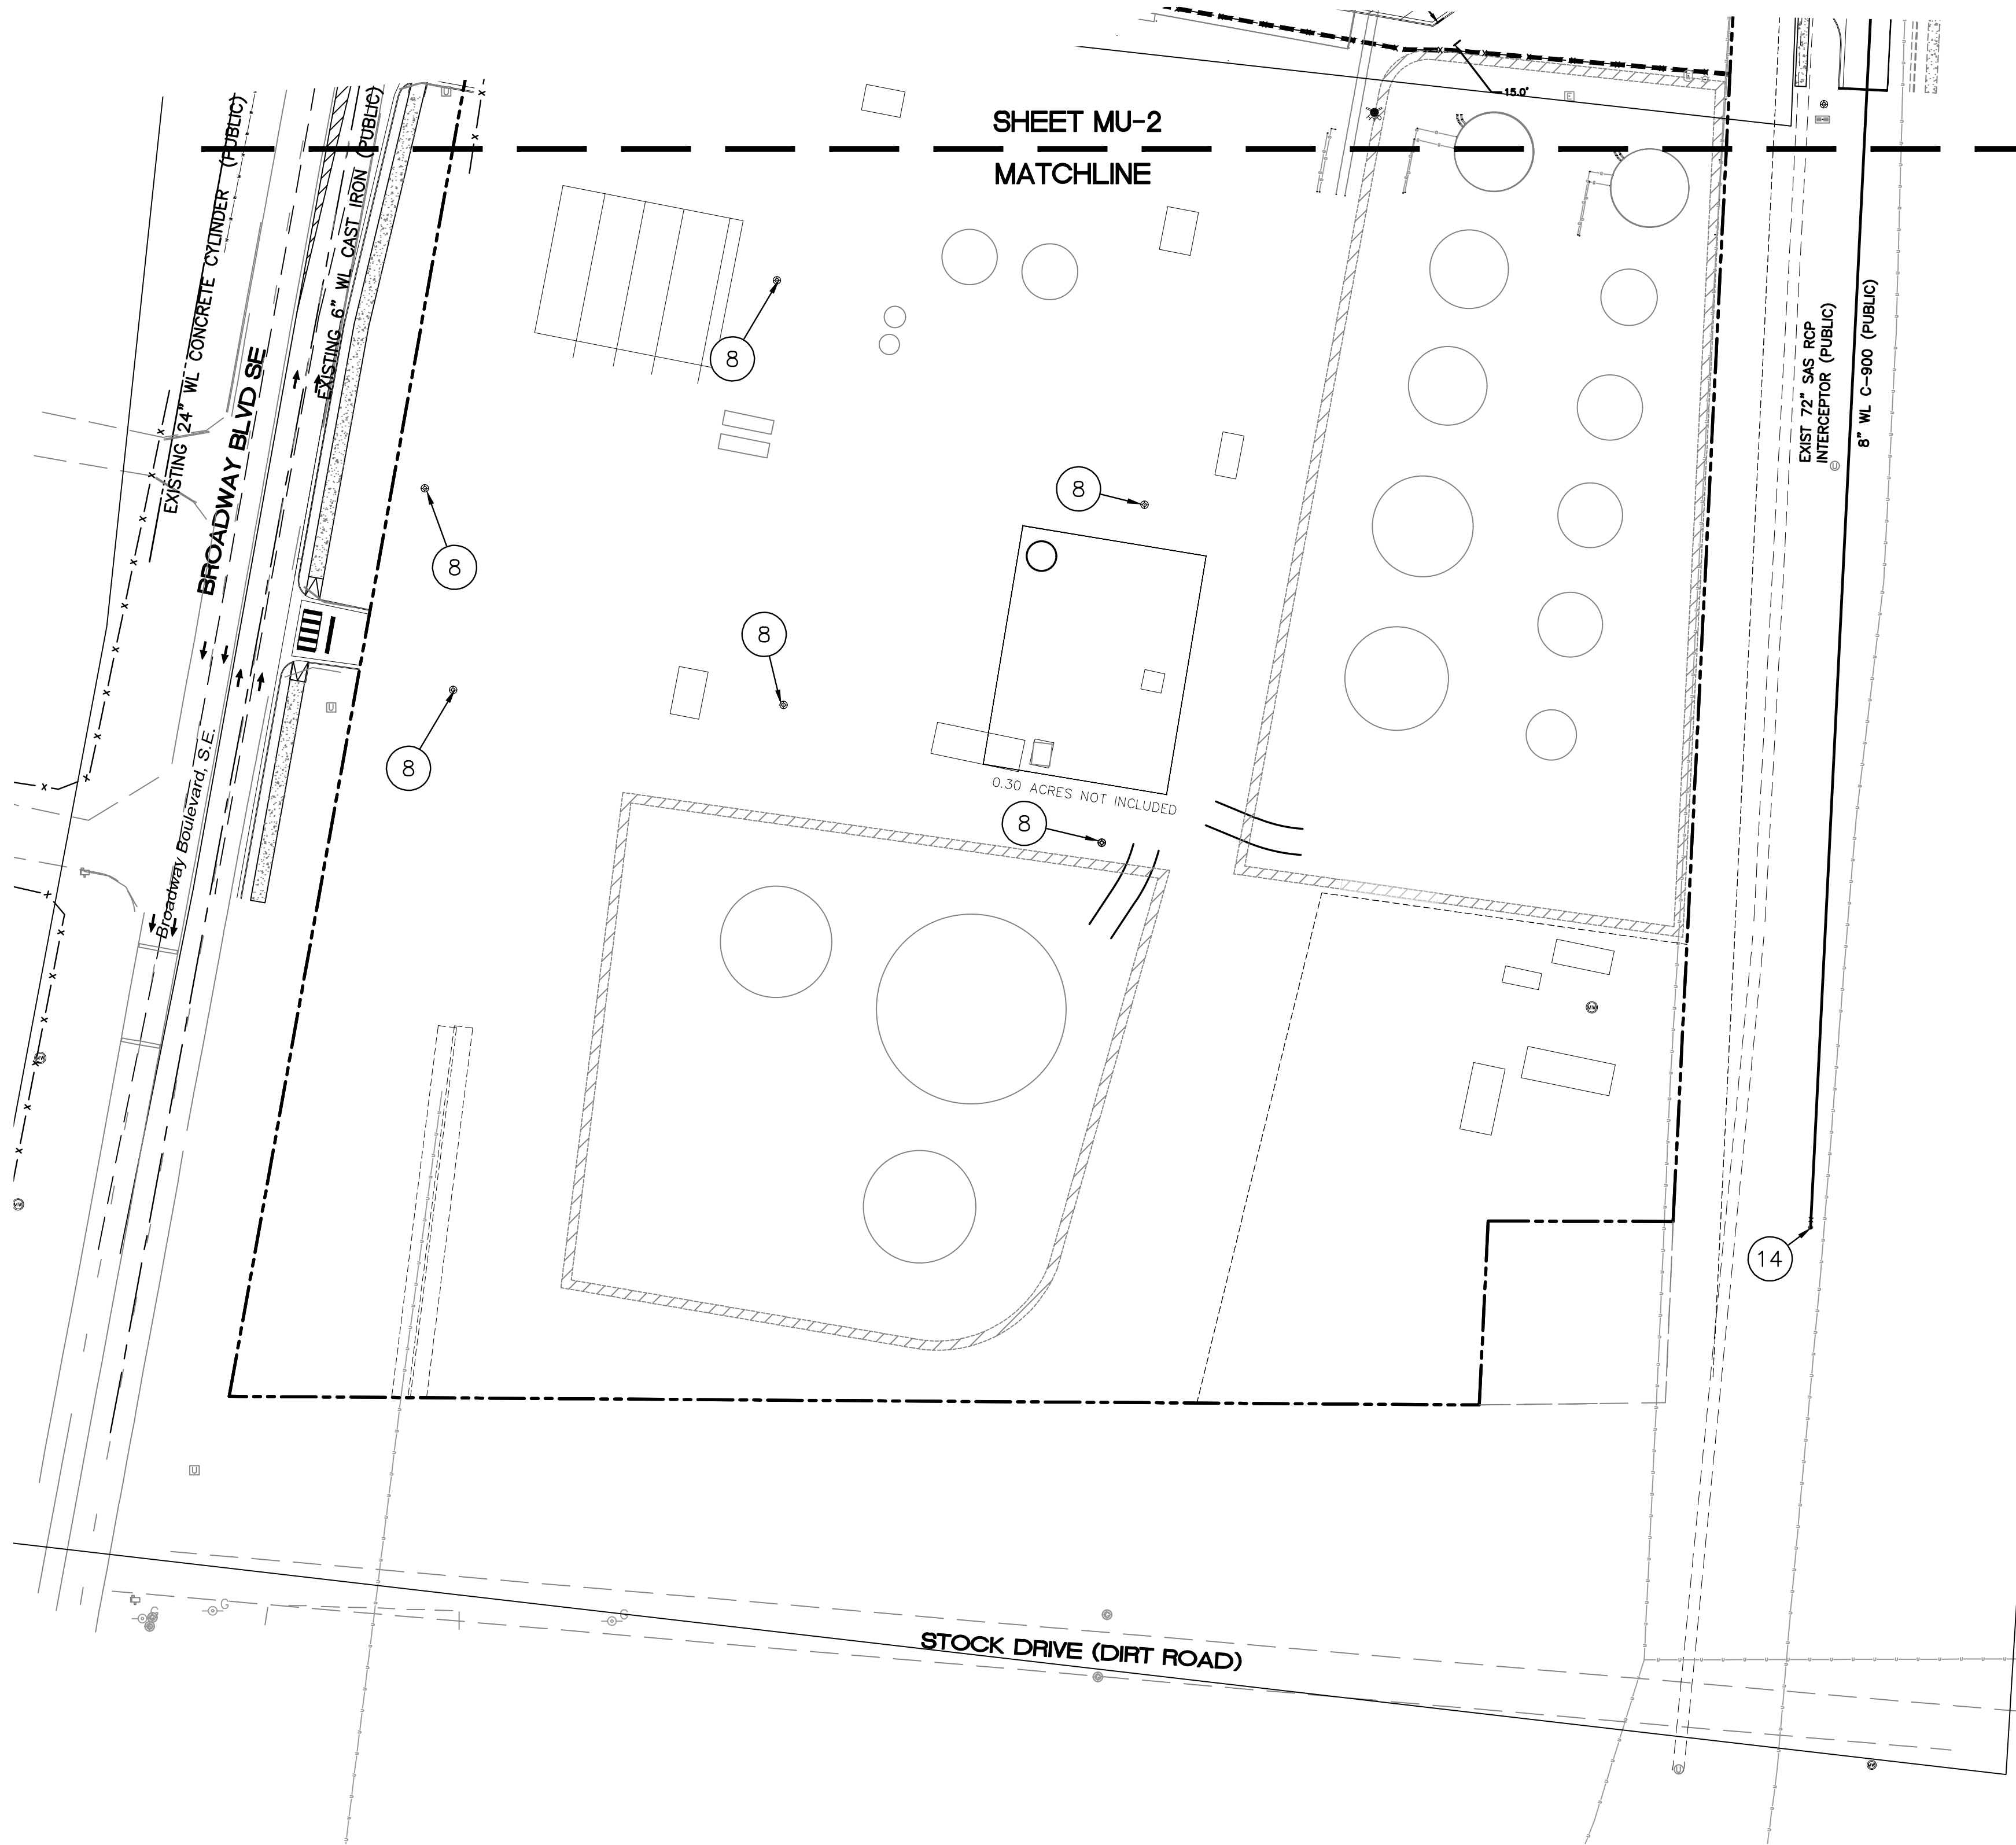 15.0'
E
SHEET MU-2
MATCHLINE
EXISTING 24" WL CONCRETE CYLINDER (PUBLIC)
BROADWAY BLVD SE
EXISTING 6" WL CAST IRON (PUBLIC)
U
8
8
8
8
8
8
EXIST 72" SAS RCP
INTERCEPTOR (PUBLIC)
8" WL C-900 (PUBLIC)
U
Broadway Boulevard, S.E.
0.30 ACRES NOT INCLUDED
14
U
G
G
G
STOCK DRIVE (DIRT ROAD)